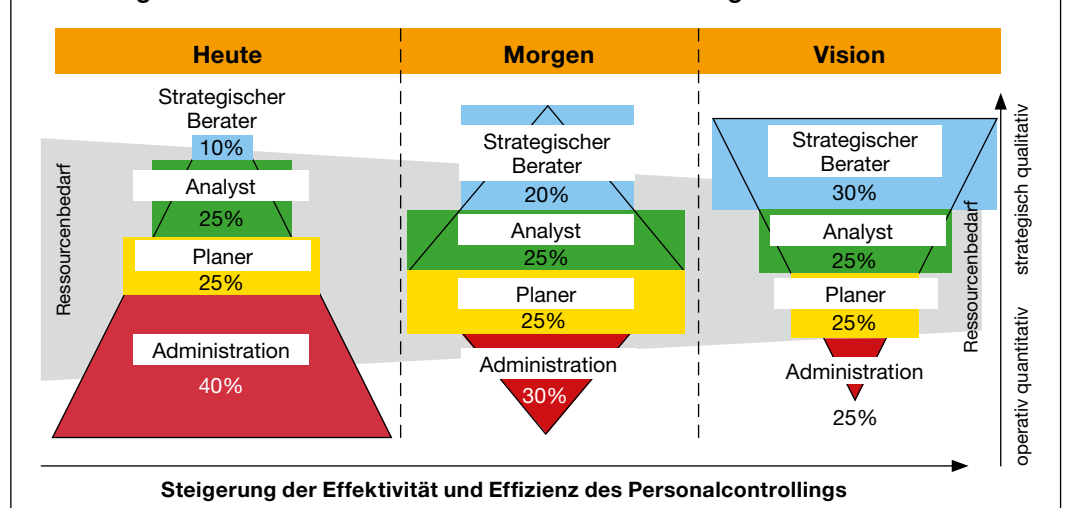 Heute
Morgen
Vision
Strategischer
Berater
10%
Analyst
25%
Planer
25%
Administration
40%
Ressourcenbedarf
Strategischer
Berater
20%
Analyst
25%
Planer
25%
Administration
30%
Strategischer
Berater
30%
Analyst
25%
Planer
25%
Administration
25%
Ressourcenbedarf
strategisch qualitativ
operativ quantitativ
Steigerung der Effektivität und Effizienz des Personalcontrollings